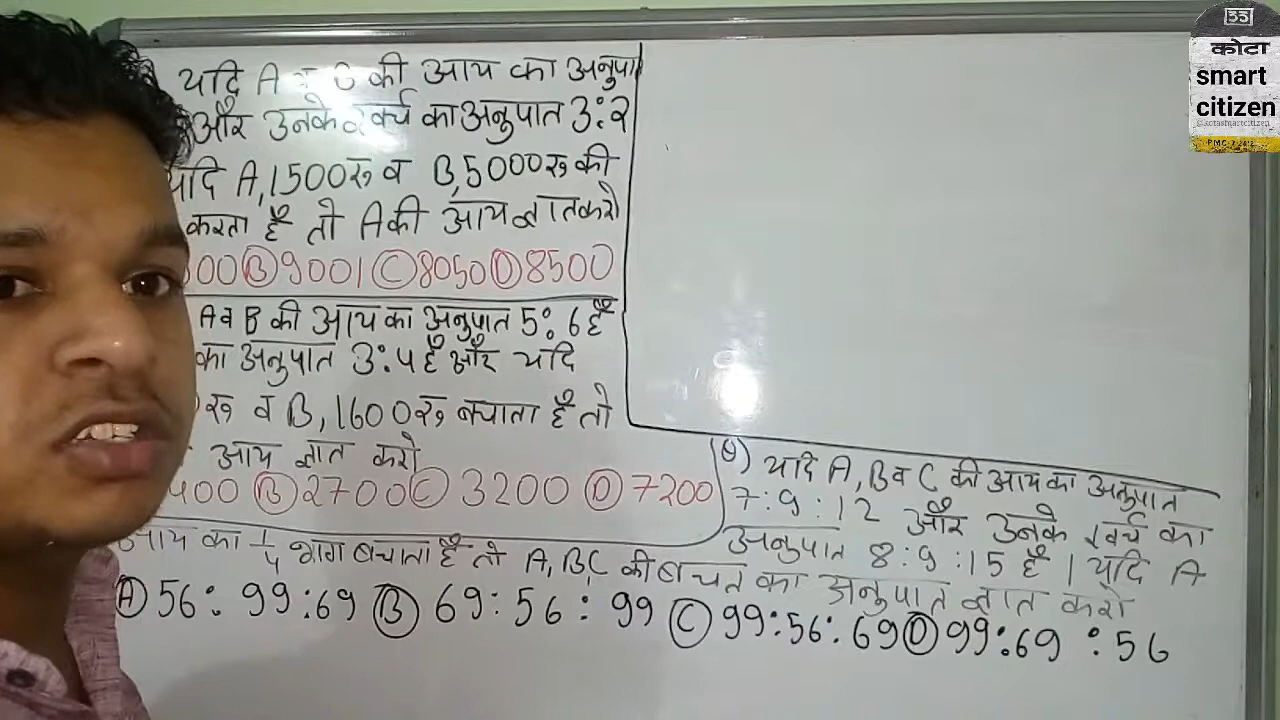 यदि A की आय का अनुपा
और उनके खर्च का अनुपात 3:2
यदि A,1500रु व B,5000रु की
करता है तो A की आय ज्ञात करो
00 (B) 9001 (C) 8050 (D) 8500
A व B की आय का अनुपात 5:6 है
का अनुपात 3:4 है और यदि
रु व B,1600रु बचाता है तो
आय ज्ञात करो
400 (B) 2700 (C) 3200 (D) 7200
यदि A, B व C की आय का अनुपात
7:9:12 और उनके खर्च का
अनुपात 8:9:15 है । यदि A
आय का 1/4 भाग बचाता है तो A, B, C की बचत का अनुपात ज्ञात करो
(A) 56:99:69 (B) 69:56:99 (C) 99:56:69 (D) 99:69:56
कोटा
smart
citizen
@kotasmartcitizen